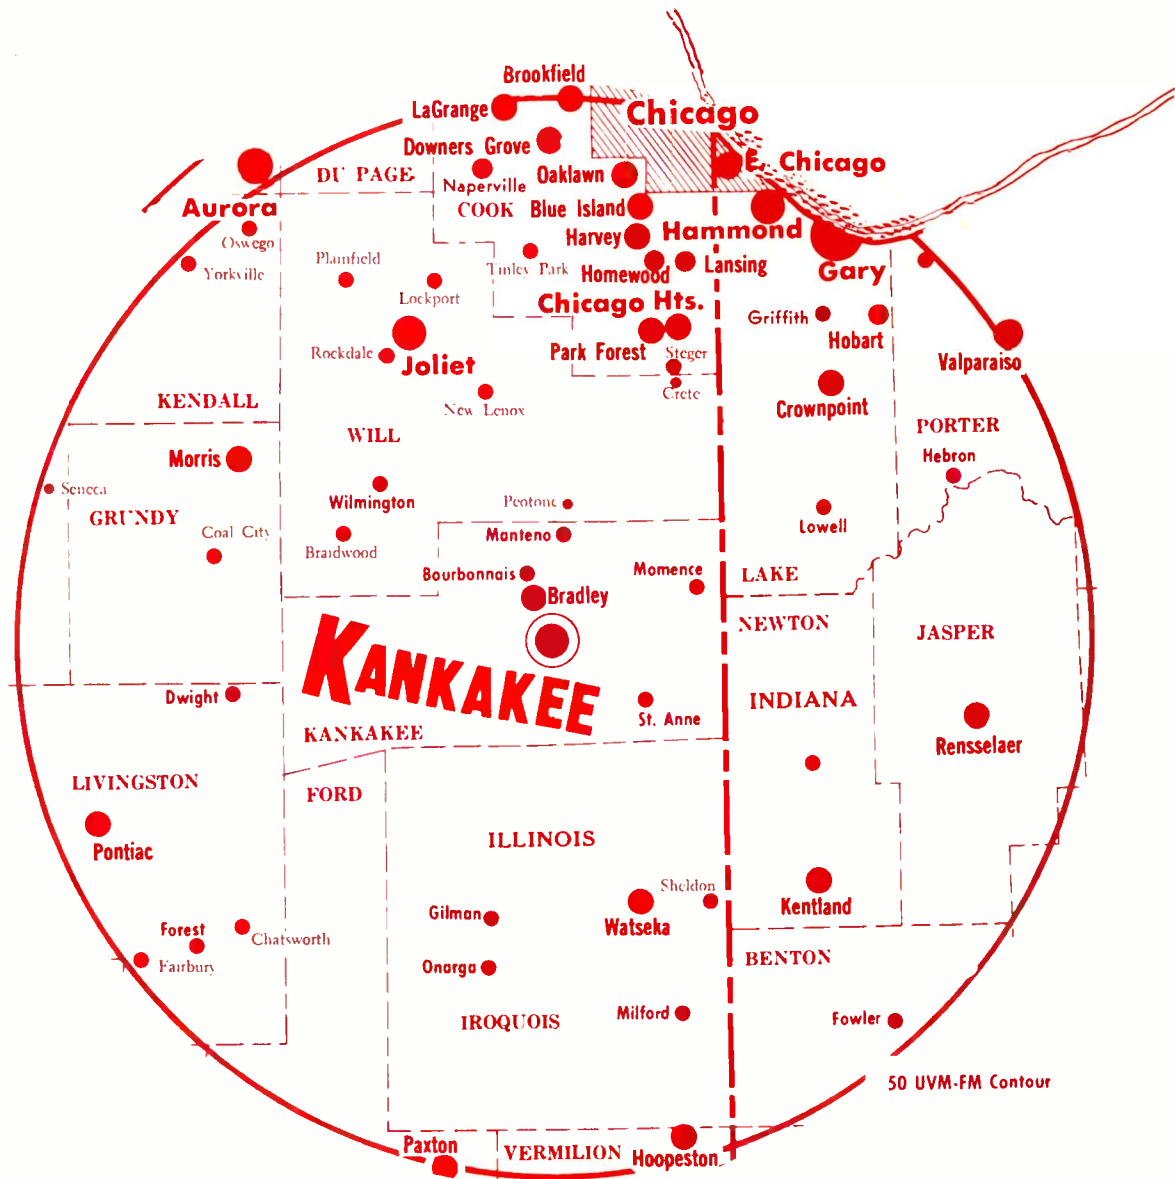 Brookfield
LaGrange
Chicago
Downers Grove
E. Chicago
DU PAGE
Naperville
Oaklawn
Aurora
COOK
Blue Island
Oswego
Harvey
Hammond
Yorkville
Plainfield
Tinley Park
Homewood
Lansing
Gary
Lockport
Chicago Hts.
Griffith
Hobart
Rockdale
Joliet
Park Forest
Steger
Valparaiso
Crete
New Lenox
Crownpoint
KENDALL
WILL
PORTER
Morris
Hebron
Seneca
Wilmington
Peotone
GRUNDY
Coal City
Lowell
Braidwood
Manteno
Bourbonnais
Momence
LAKE
Bradley
NEWTON
JASPER
KANKAKEE
Dwight
St. Anne
INDIANA
KANKAKEE
Rensselaer
LIVINGSTON
FORD
Pontiac
ILLINOIS
Sheldon
Gilman
Watseka
Kentland
Forest
Chatsworth
Fairbury
Onarga
BENTON
IROQUOIS
Milford
Fowler
50 UVM-FM Contour
Paxton
VERMILION
Hoopeston